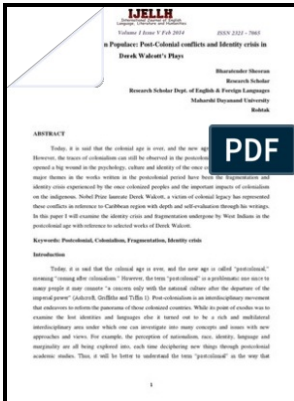 IJELLH
International Journal of English
Language, Literature & Humanities
Volume I Issue V Feb 2014 ISSN 2321 - 7065
n Populace: Post-Colonial conflicts and Identity crisis in
Derek Walcott's Plays
Bharatender Sheoran
Research Scholar
Research Scholar Dept. of English & Foreign Languages
Maharshi Dayanand University
Rohtak
PDF
ABSTRACT
Today, it is said that the colonial age is over, and the new age
However, the traces of colonialism can still be observed in the postcolonial
opened a big wound in the psychology, culture and identity of the once co
major themes in the works written in the postcolonial period have been the fragmentation and
identity crisis experienced by the once colonized peoples and the important impacts of colonialism
on the indigenous. Nobel Prize laureate Derek Walcott, a victim of colonial legacy has represented
these conflicts in reference to Caribbean region with depth and self-evaluation through his writings.
In this paper I will examine the identity crisis and fragmentation undergone by West Indies in the
postcolonial age with reference to selected works of Derek Walcott.
Keywords: Postcolonial, Colonialism, Fragmentation, Identity crisis
Introduction
Today, it is said that the colonial age is over, and the new age is called "postcolonial,"
meaning "coming after colonialism." However, the term "postcolonial" is a problematic one since to
many people it may connote "a concern only with the national culture after the departure of the
imperial power" (Ashcroft, Griffiths and Tiffin 1). Post-colonialism is an interdisciplinary movement
that endeavors to inform the panorama of these colonized countries. While its point of exodus was to
examine the lost identities and languages else it turned out to be a rich and multilateral
interdisciplinary area under which one can investigate into many concepts and issues with new
approaches and views. For example, the perception of nationalism, race, identity, language and
marginality are all being explored into, each time deciphering new things through postcolonial
academic studies. Thus, it will be better to understand the term "postcolonial" as the way that
1